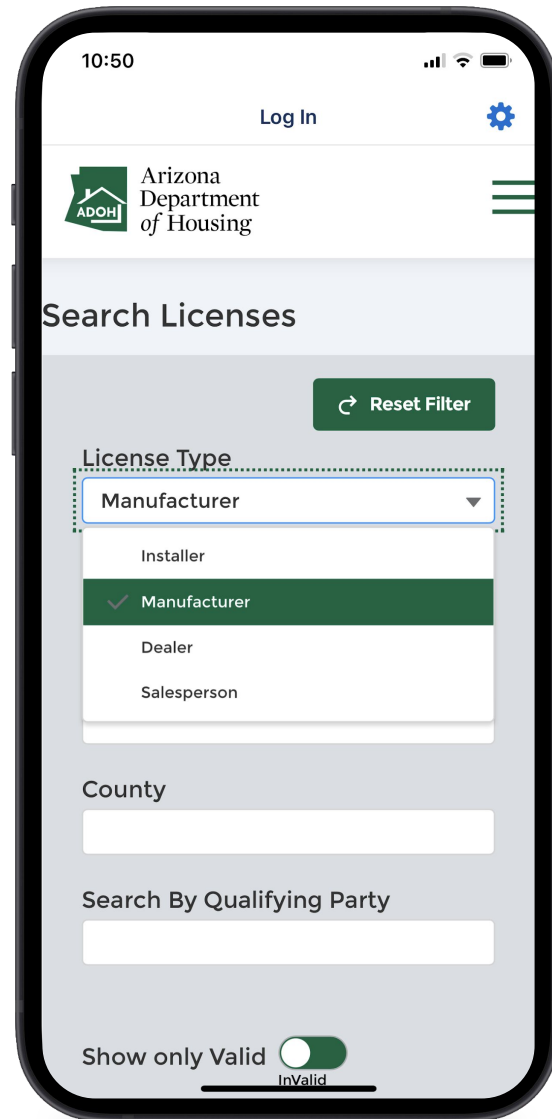 10:50
Log In
ADOH
Arizona
Department
of Housing
Search Licenses
Reset Filter
License Type
Manufacturer
Installer
Manufacturer
Dealer
Salesperson
County
Search By Qualifying Party
Show only Valid
InValid